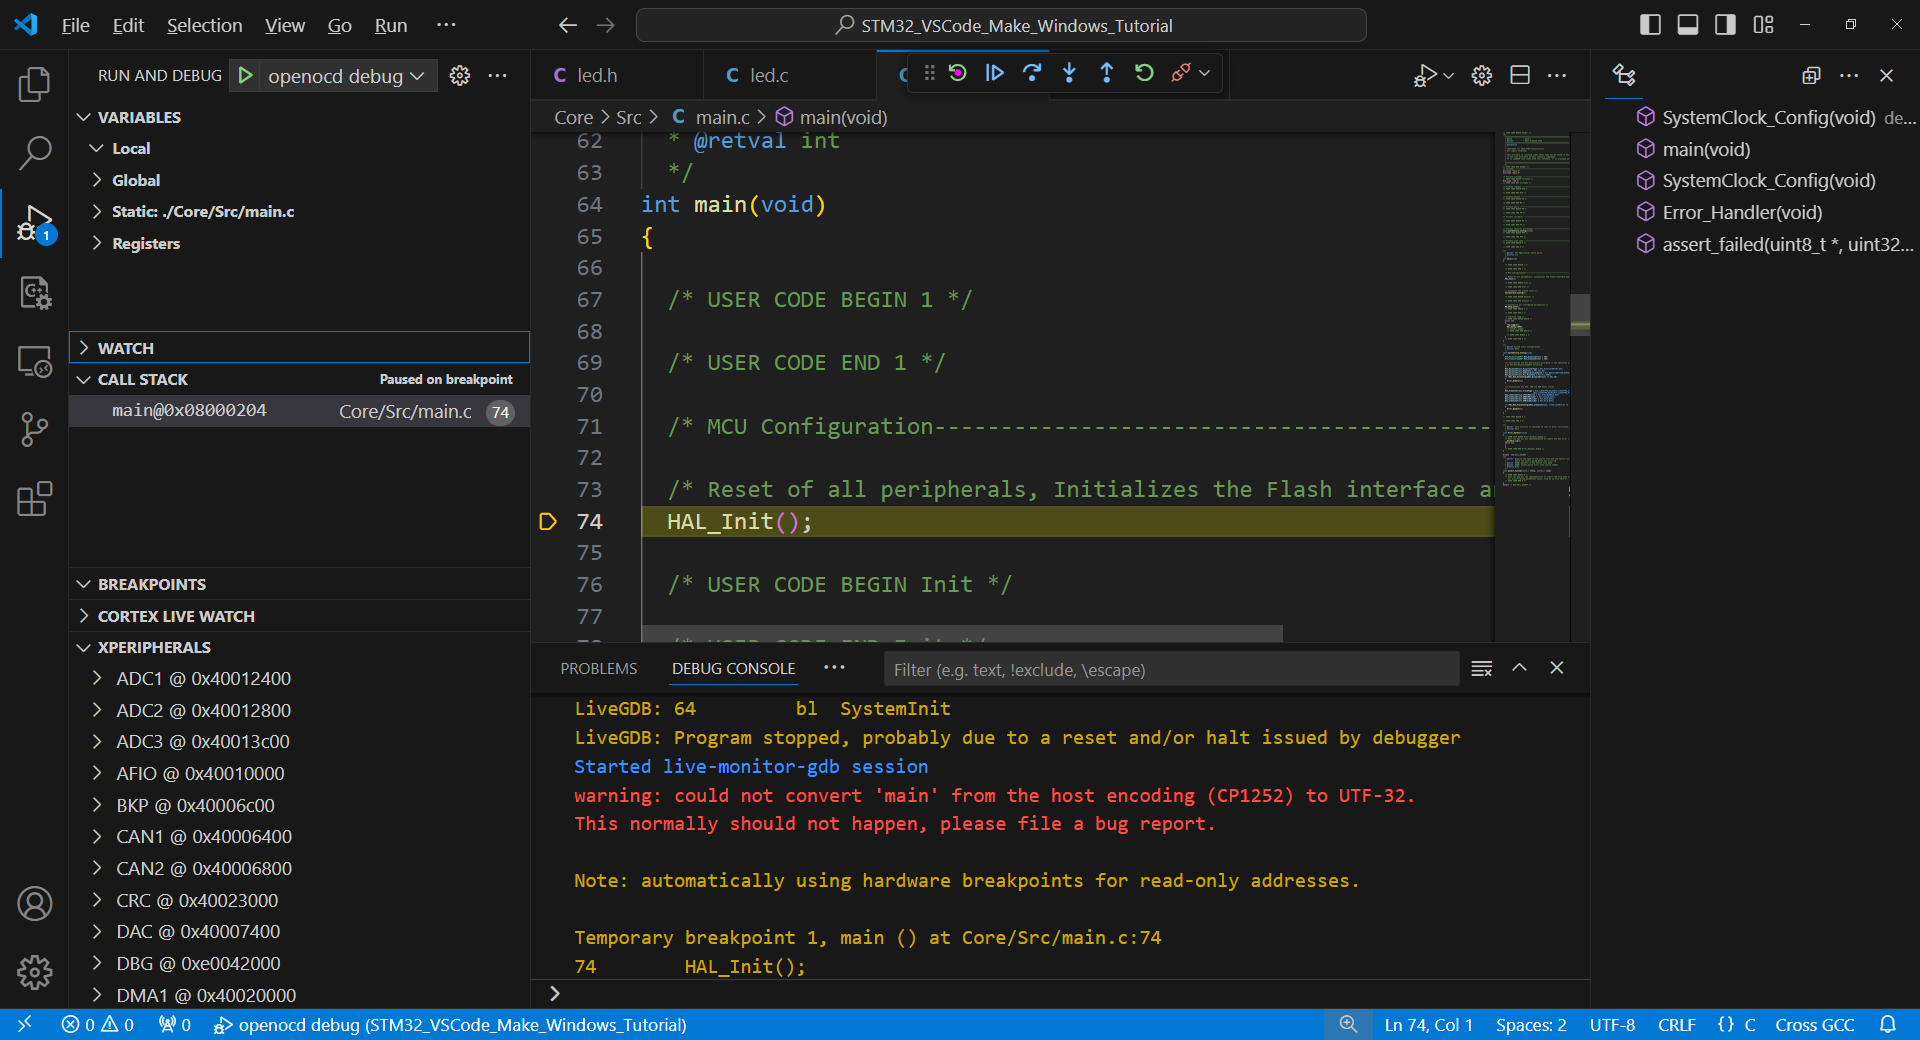 File Edit Selection View Go Run ···
STM32_VSCode_Make_Windows_Tutorial
RUN AND DEBUG openocd debug
VARIABLES
Local
Global
Static: ./Core/Src/main.c
Registers
WATCH
CALL STACK Paused on breakpoint
main@0x08000204 Core/Src/main.c 74
BREAKPOINTS
CORTEX LIVE WATCH
XPERIPHERALS
ADC1 @ 0x40012400
ADC2 @ 0x40012800
ADC3 @ 0x40013c00
AFIO @ 0x40010000
BKP @ 0x40006c00
CAN1 @ 0x40006400
CAN2 @ 0x40006800
CRC @ 0x40023000
DAC @ 0x40007400
DBG @ 0xe0042000
DMA1 @ 0x40020000
1
C led.h C led.c
Core > Src > C main.c > main(void)
62 * @retval int
63 */
64 int main(void)
65 {
66
67 /* USER CODE BEGIN 1 */
68
69 /* USER CODE END 1 */
70
71 /* MCU Configuration------------------------------------------
72
73 /* Reset of all peripherals, Initializes the Flash interface a
74 HAL_Init();
75
76 /* USER CODE BEGIN Init */
77
78 /* USER CODE END Init */
PROBLEMS DEBUG CONSOLE ··· Filter (e.g. text, !exclude, \escape)
LiveGDB: 64 bl SystemInit
LiveGDB: Program stopped, probably due to a reset and/or halt issued by debugger
Started live-monitor-gdb session
warning: could not convert 'main' from the host encoding (CP1252) to UTF-32.
This normally should not happen, please file a bug report.
Note: automatically using hardware breakpoints for read-only addresses.
Temporary breakpoint 1, main () at Core/Src/main.c:74
74 HAL_Init();
>
SystemClock_Config(void) de...
main(void)
SystemClock_Config(void)
Error_Handler(void)
assert_failed(uint8_t *, uint32...
0 0 0 openocd debug (STM32_VSCode_Make_Windows_Tutorial) Ln 74, Col 1 Spaces: 2 UTF-8 CRLF {} C Cross GCC